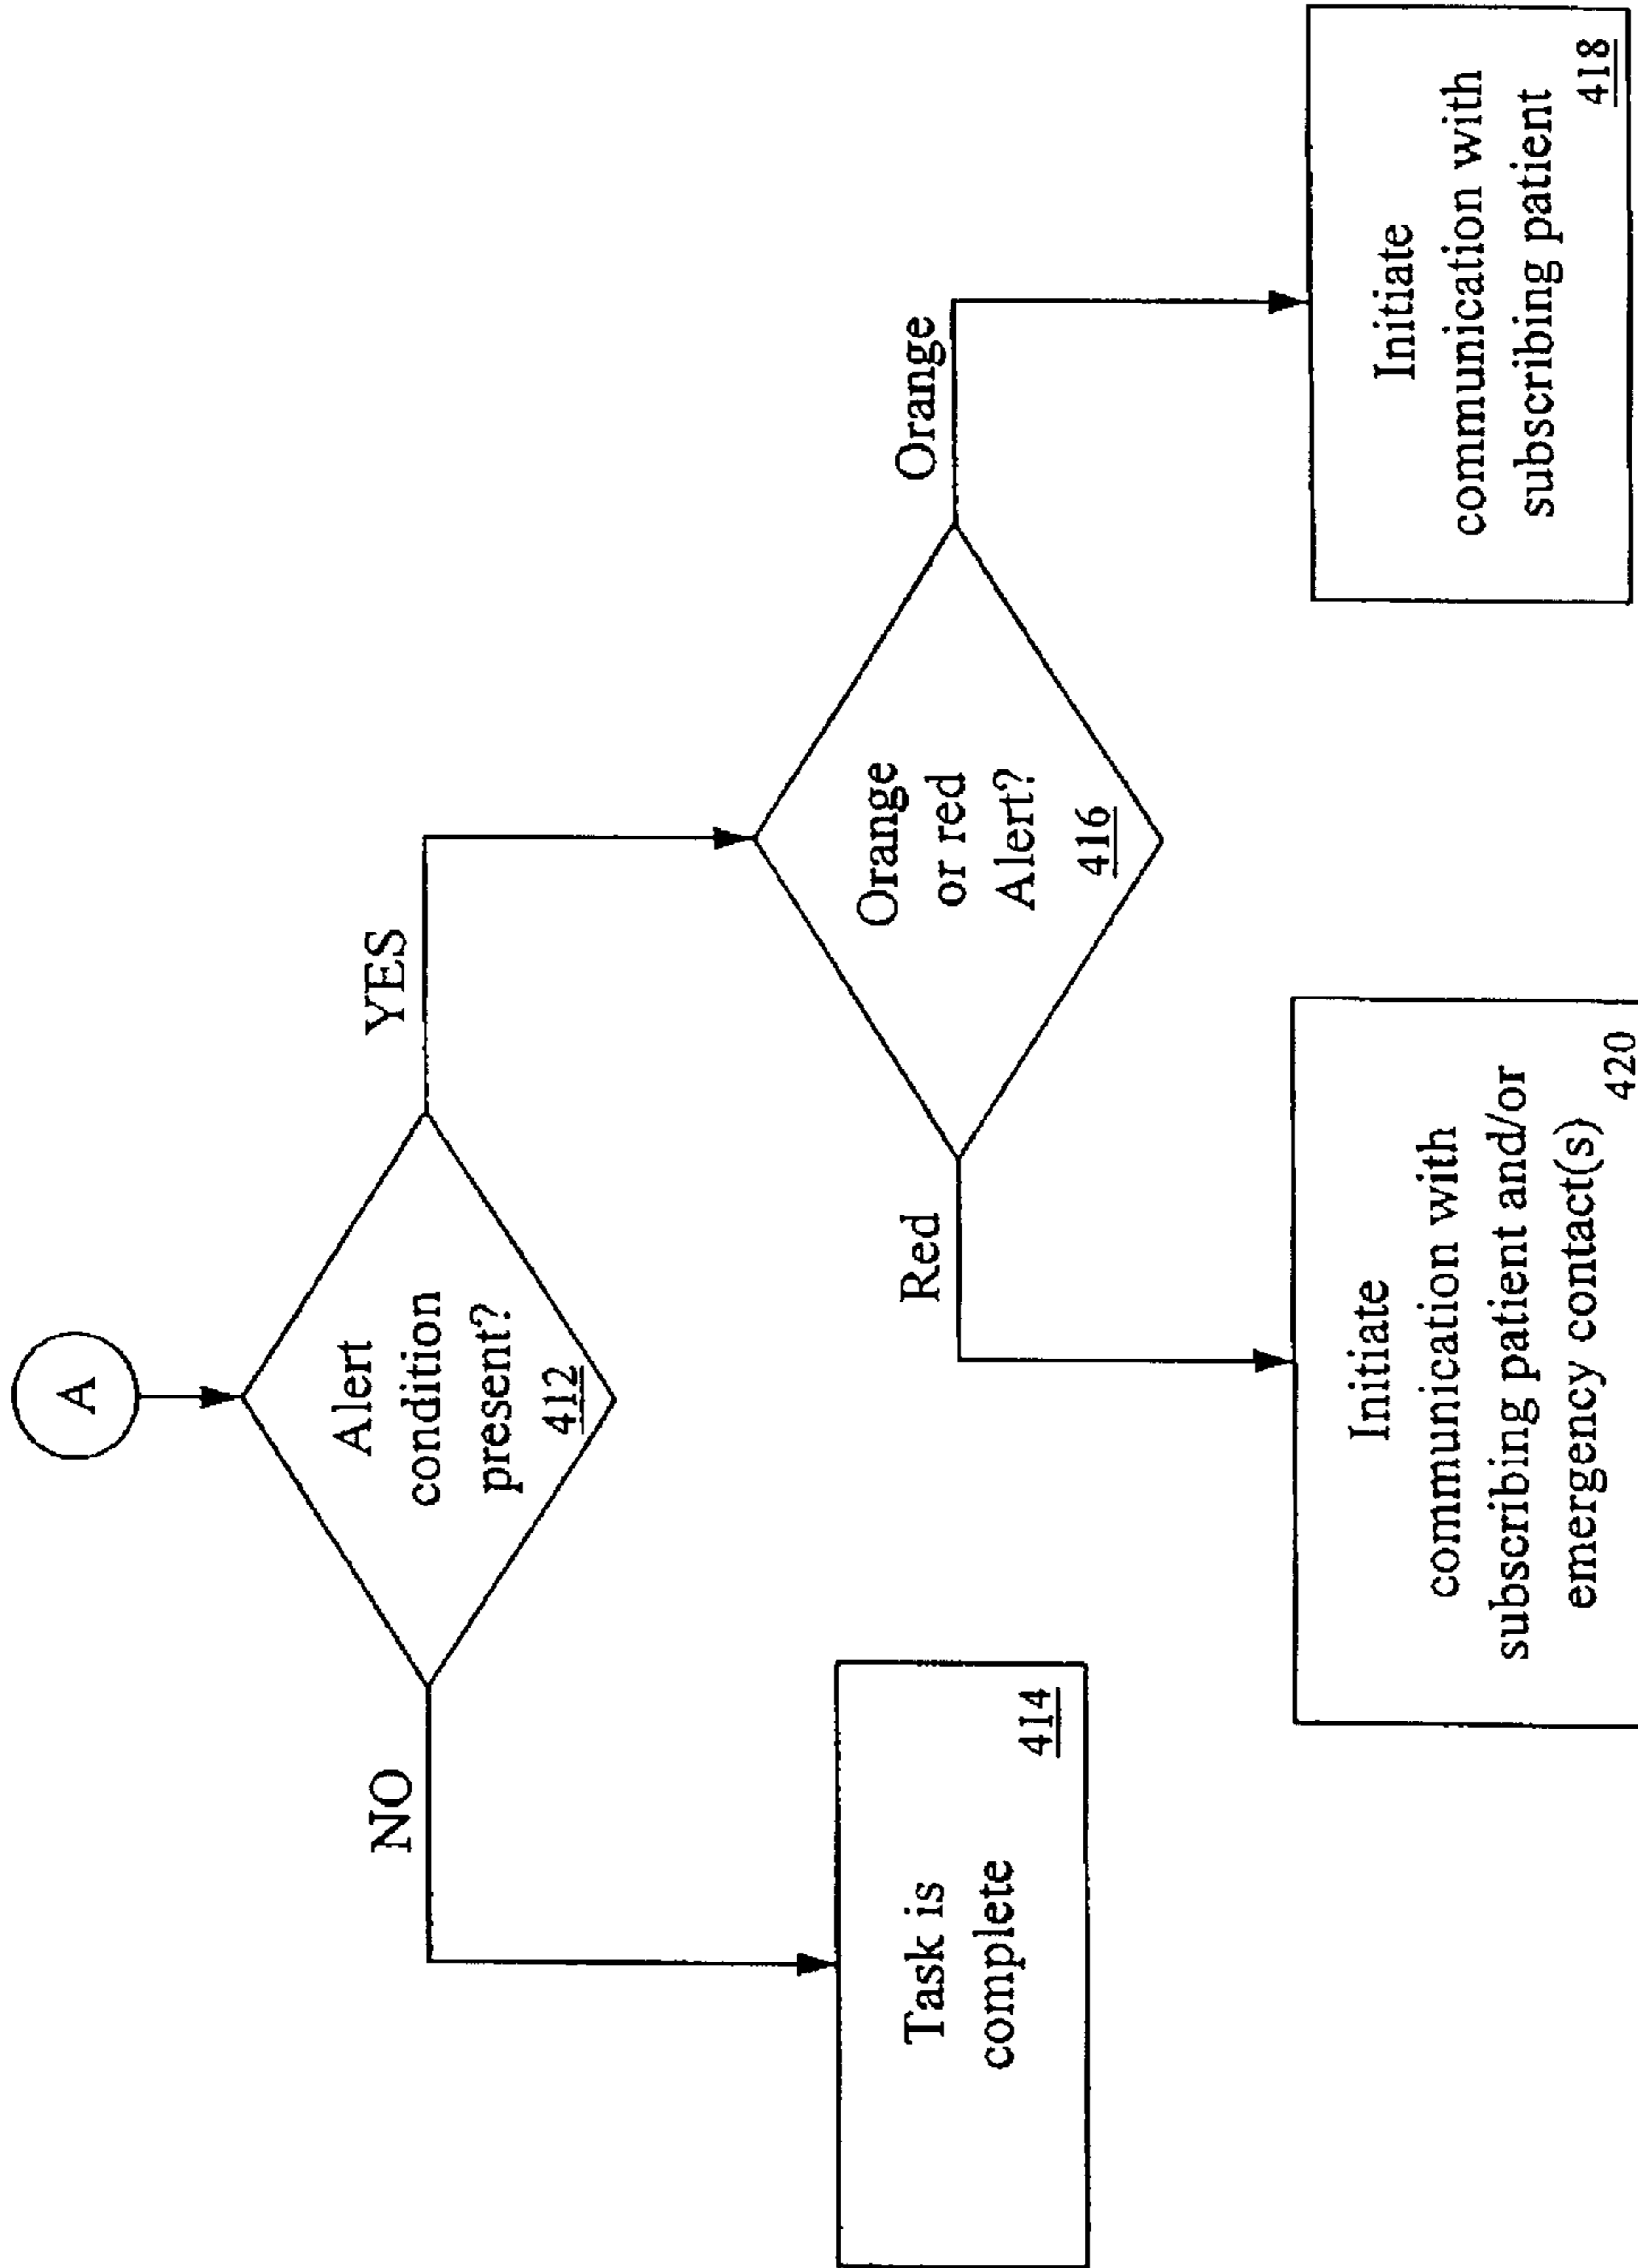 A
Alert
condition
present?
412
NO
YES
Task is
complete
414
Orange
or red
Alert?
416
Red
Orange
Initiate
communication with
subscribing patient and/or
emergency contact(s)
420
Initiate
communication with
subscribing patient
418